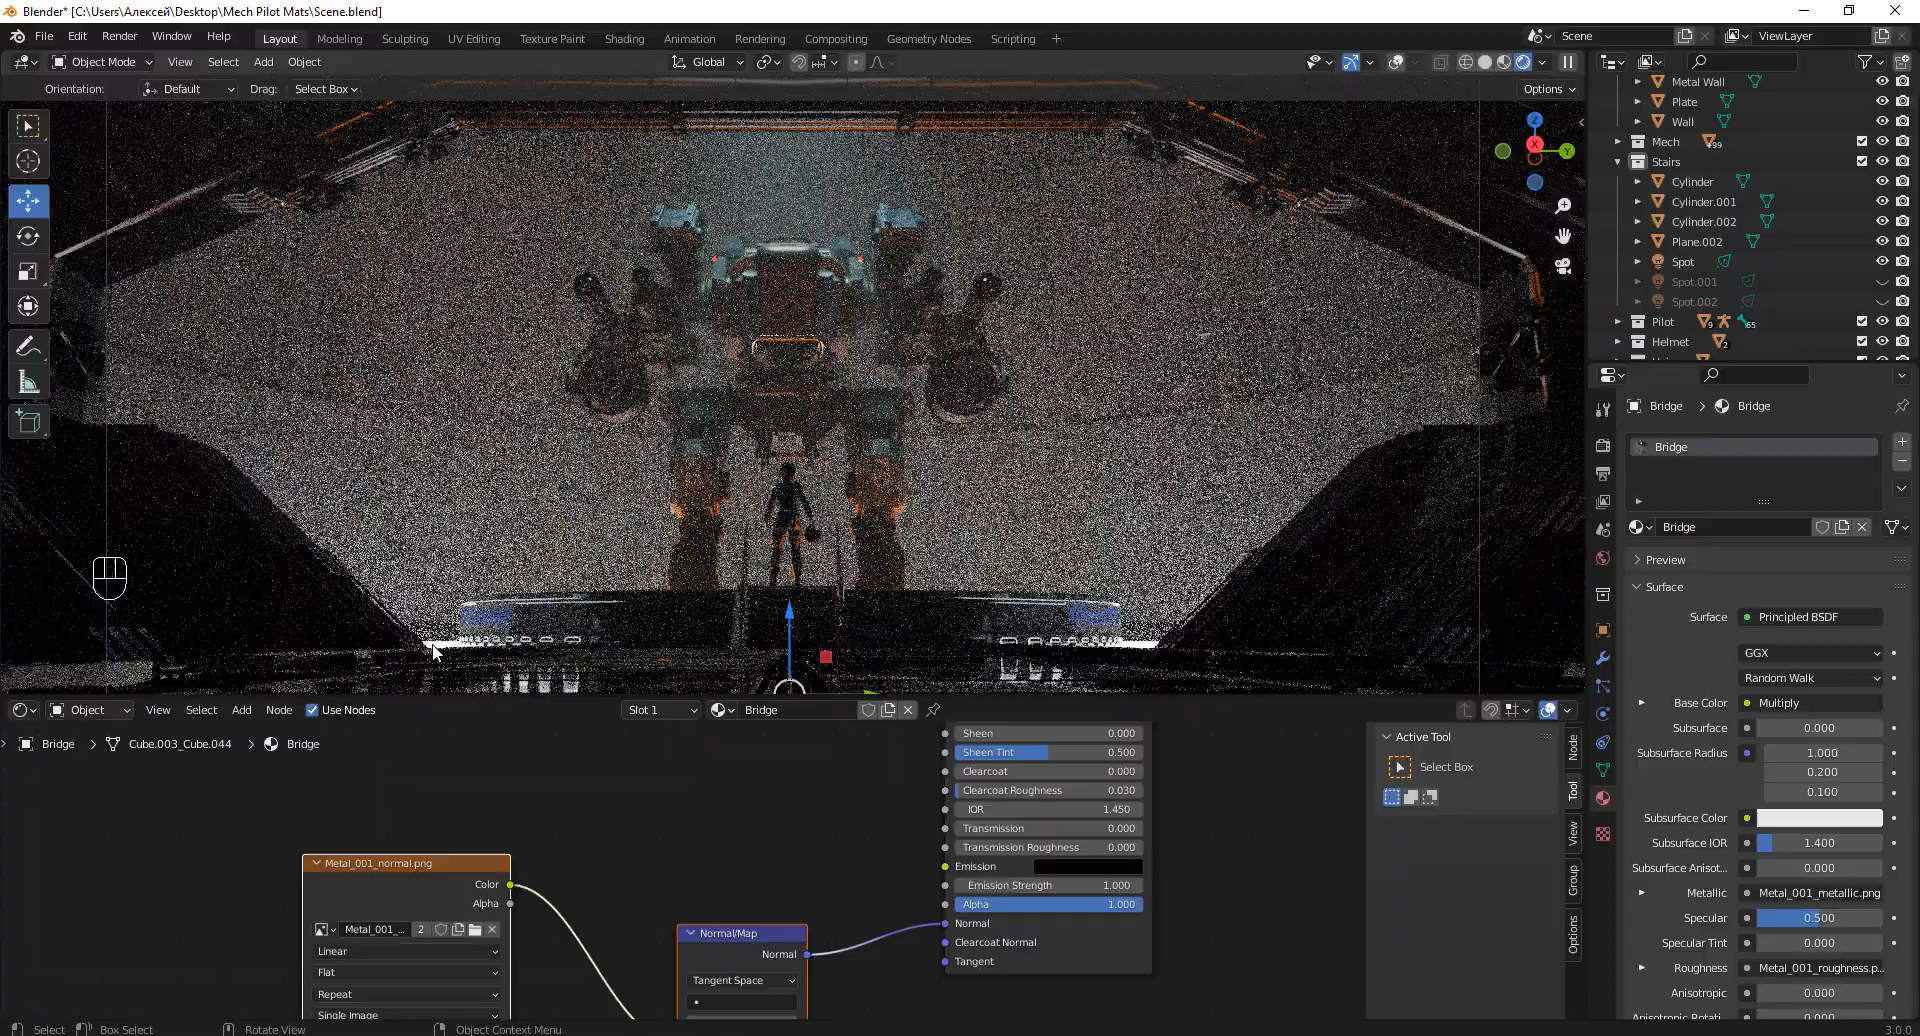 Blender* [C:\Users\Алексей\Desktop\Mech Pilot Mats\Scene.blend]
File Edit Render Window Help Layout Modeling Sculpting UV Editing Texture Paint Shading Animation Rendering Compositing Geometry Nodes Scripting + Scene ViewLayer
Object Mode View Select Add Object Global
Orientation: Default Drag: Select Box Options
Metal Wall
Plate
Wall
Mech +99
Stairs
Cylinder
Cylinder.001
Cylinder.002
Plane.002
Spot
Spot.001
Spot.002
Pilot 9 65
Helmet 2
Z
X
Y
Bridge > Bridge
Bridge
Bridge
Preview
Surface
Surface Principled BSDF
GGX
Random Walk
Base Color Multiply
Subsurface 0.000
Subsurface Radius 1.000
0.200
0.100
Subsurface Color
Subsurface IOR 1.400
Subsurface Anisot... 0.000
Metallic Metal_001_metallic.png
Specular 0.500
Specular Tint 0.000
Roughness Metal_001_roughness.p...
Anisotropic 0.000
Anisotropic Rotati... 0.000
Object View Select Add Node Use Nodes Slot 1 Bridge
Bridge > Cube.003_Cube.044 > Bridge
Sheen 0.000
Sheen Tint 0.500
Clearcoat 0.000
Clearcoat Roughness 0.030
IOR 1.450
Transmission 0.000
Transmission Roughness 0.000
Emission
Emission Strength 1.000
Alpha 1.000
Normal
Clearcoat Normal
Tangent
Metal_001_normal.png
Color
Alpha
Metal_001_... 2
Linear
Flat
Repeat
Single Image
Normal/Map
Normal
Tangent Space
Active Tool
Select Box
Node
Tool
View
Group
Options
Select Box Select Rotate View Object Context Menu 3.0.0